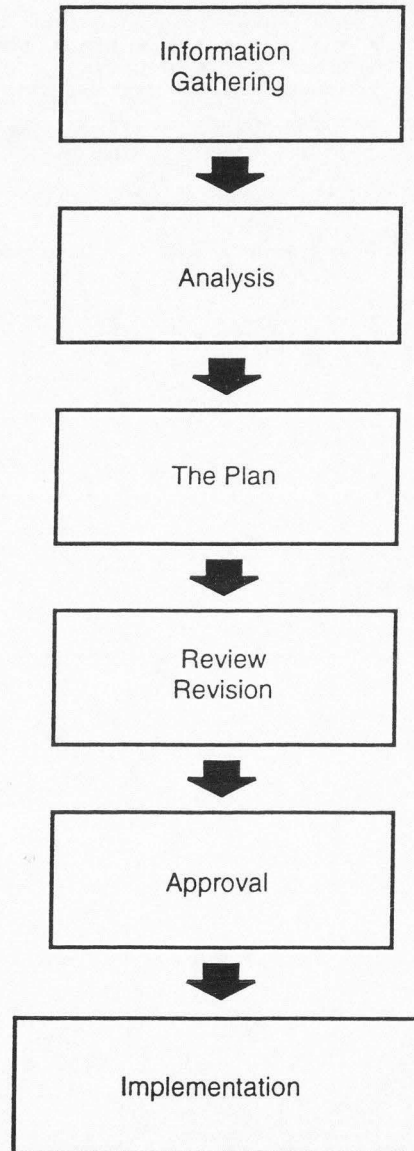 Information
Gathering
Analysis
The Plan
Review
Revision
Approval
Implementation